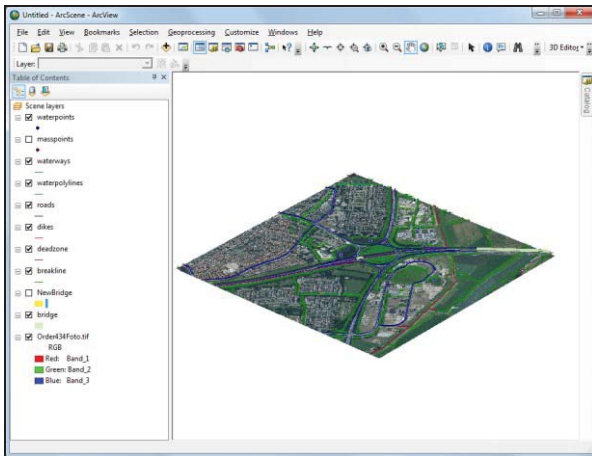 Untitled - ArcScene - ArcView
File Edit View Bookmarks Selection Geoprocessing Customize Windows Help
3D Editor
Layer:
Table of Contents
Catalog
Scene layers
waterpoints
masspoints
waterways
waterpolylines
roads
dikes
deadzone
breakline
NewBridge
bridge
Order434Foto.tif
RGB
Red: Band_1
Green: Band_2
Blue: Band_3